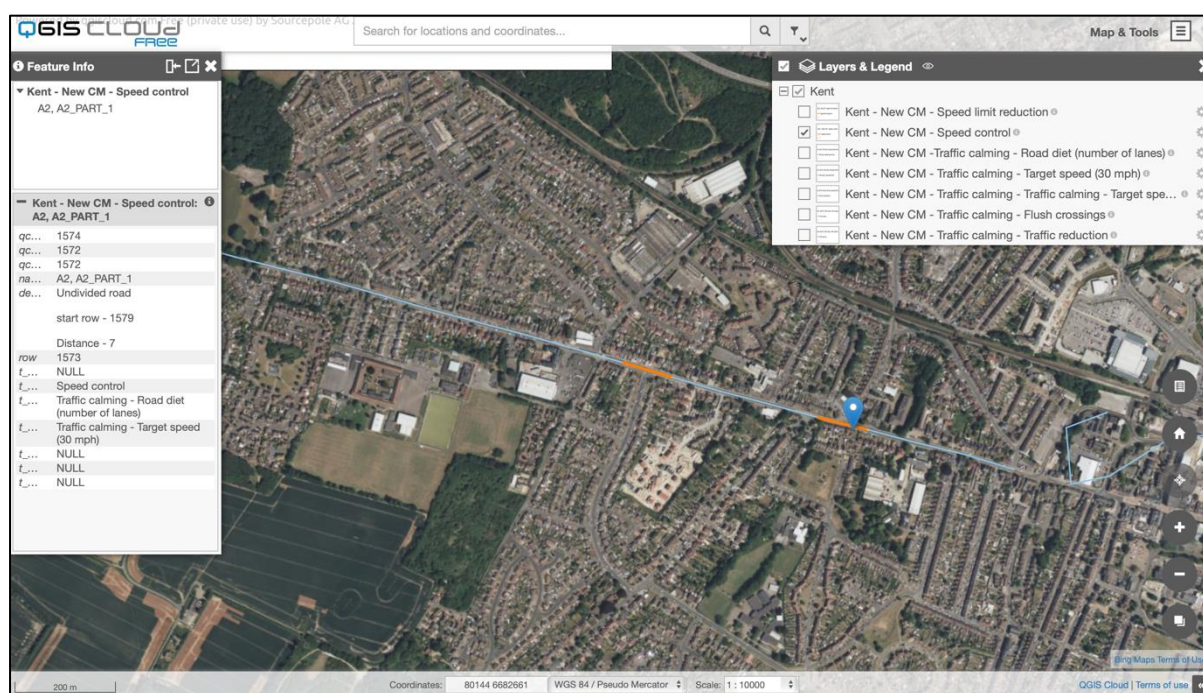 Powered by qgiscloud.com Free (private use) by Sourcepole AG
QGIS CLOUD
FREE
Search for locations and coordinates...
Map & Tools
Feature Info
Kent - New CM - Speed control
A2, A2_PART_1
Kent - New CM - Speed control:
A2, A2_PART_1
qc... 1574
qc... 1572
qc... 1572
na... A2, A2_PART_1
de... Undivided road
start row - 1579
Distance - 7
row 1573
t_... NULL
t_... Speed control
t_... Traffic calming - Road diet
(number of lanes)
t_... Traffic calming - Target speed
(30 mph)
t_... NULL
t_... NULL
t_... NULL
Layers & Legend
Kent
Kent - New CM - Speed limit reduction
Kent - New CM - Speed control
Kent - New CM -Traffic calming - Road diet (number of lanes)
Kent - New CM - Traffic calming - Target speed (30 mph)
Kent - New CM - Traffic calming - Traffic calming - Target spe...
Kent - New CM - Traffic calming - Flush crossings
Kent - New CM - Traffic calming - Traffic reduction
Bing Maps Terms of Use
200 m
Coordinates: 80144 6682661 WGS 84 / Pseudo Mercator Scale: 1 : 10000
QGIS Cloud | Terms of use